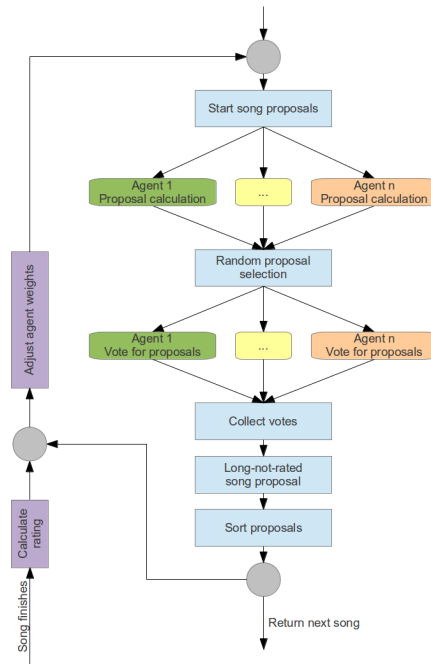 Start song proposals
Agent 1
Proposal calculation
...
Agent n
Proposal calculation
Random proposal
selection
Agent 1
Vote for proposals
...
Agent n
Vote for proposals
Collect votes
Long-not-rated
song proposal
Sort proposals
Return next song
Adjust agent weights
Calculate
rating
Song finishes